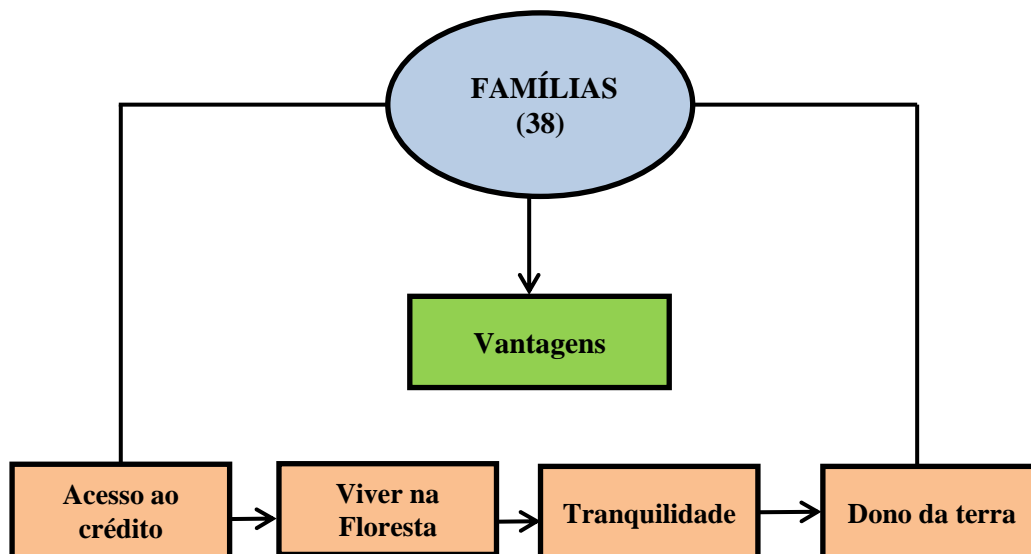 FAMÍLIAS
(38)
Vantagens
Acesso ao
crédito
Viver na
Floresta
Tranquilidade
Dono da terra